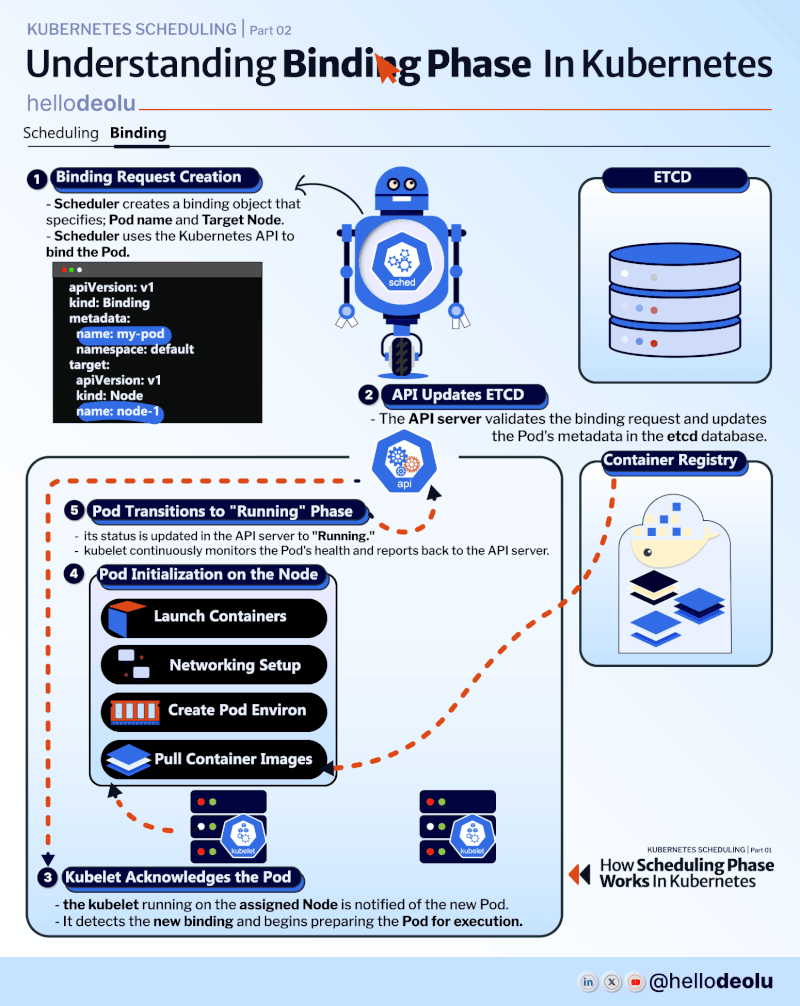 KUBERNETES SCHEDULING | Part 02
Understanding Binding Phase In Kubernetes
hellodeolu
Scheduling Binding
1 Binding Request Creation
- Scheduler creates a binding object that
specifies; Pod name and Target Node.
- Scheduler uses the Kubernetes API to
bind the Pod.
apiVersion: v1
kind: Binding
metadata:
name: my-pod
namespace: default
target:
apiVersion: v1
kind: Node
name: node-1
sched
ETCD
2 API Updates ETCD
- The API server validates the binding request and updates
the Pod's metadata in the etcd database.
api
Container Registry
5 Pod Transitions to "Running" Phase
- its status is updated in the API server to "Running."
- kubelet continuously monitors the Pod's health and reports back to the API server.
4 Pod Initialization on the Node
Launch Containers
Networking Setup
Create Pod Environ
Pull Container Images
kubelet
kubelet
3 Kubelet Acknowledges the Pod
- the kubelet running on the assigned Node is notified of the new Pod.
- It detects the new binding and begins preparing the Pod for execution.
KUBERNETES SCHEDULING | Part 01
How Scheduling Phase
Works In Kubernetes
in X @hellodeolu